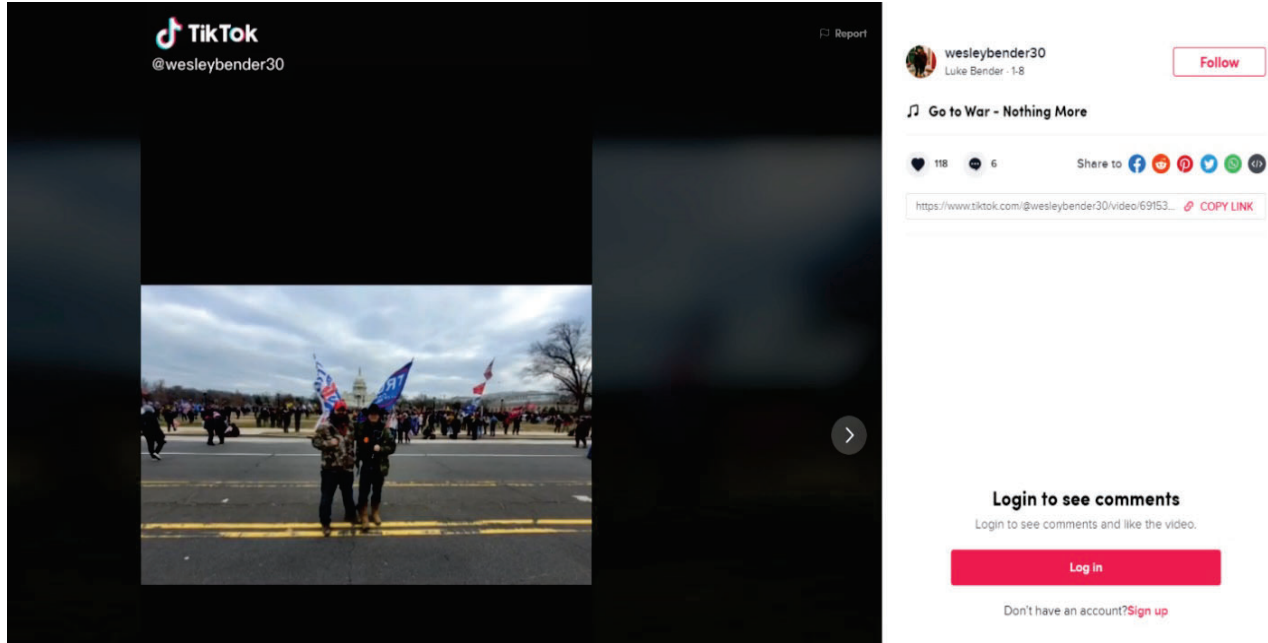 TikTok
@wesleybender30
Report
wesleybender30
Luke Bender · 1-8
Follow
Go to War - Nothing More
118
6
Share to
https://www.tiktok.com/@wesleybender30/video/69153...
COPY LINK
Login to see comments
Login to see comments and like the video.
Log in
Don't have an account?Sign up